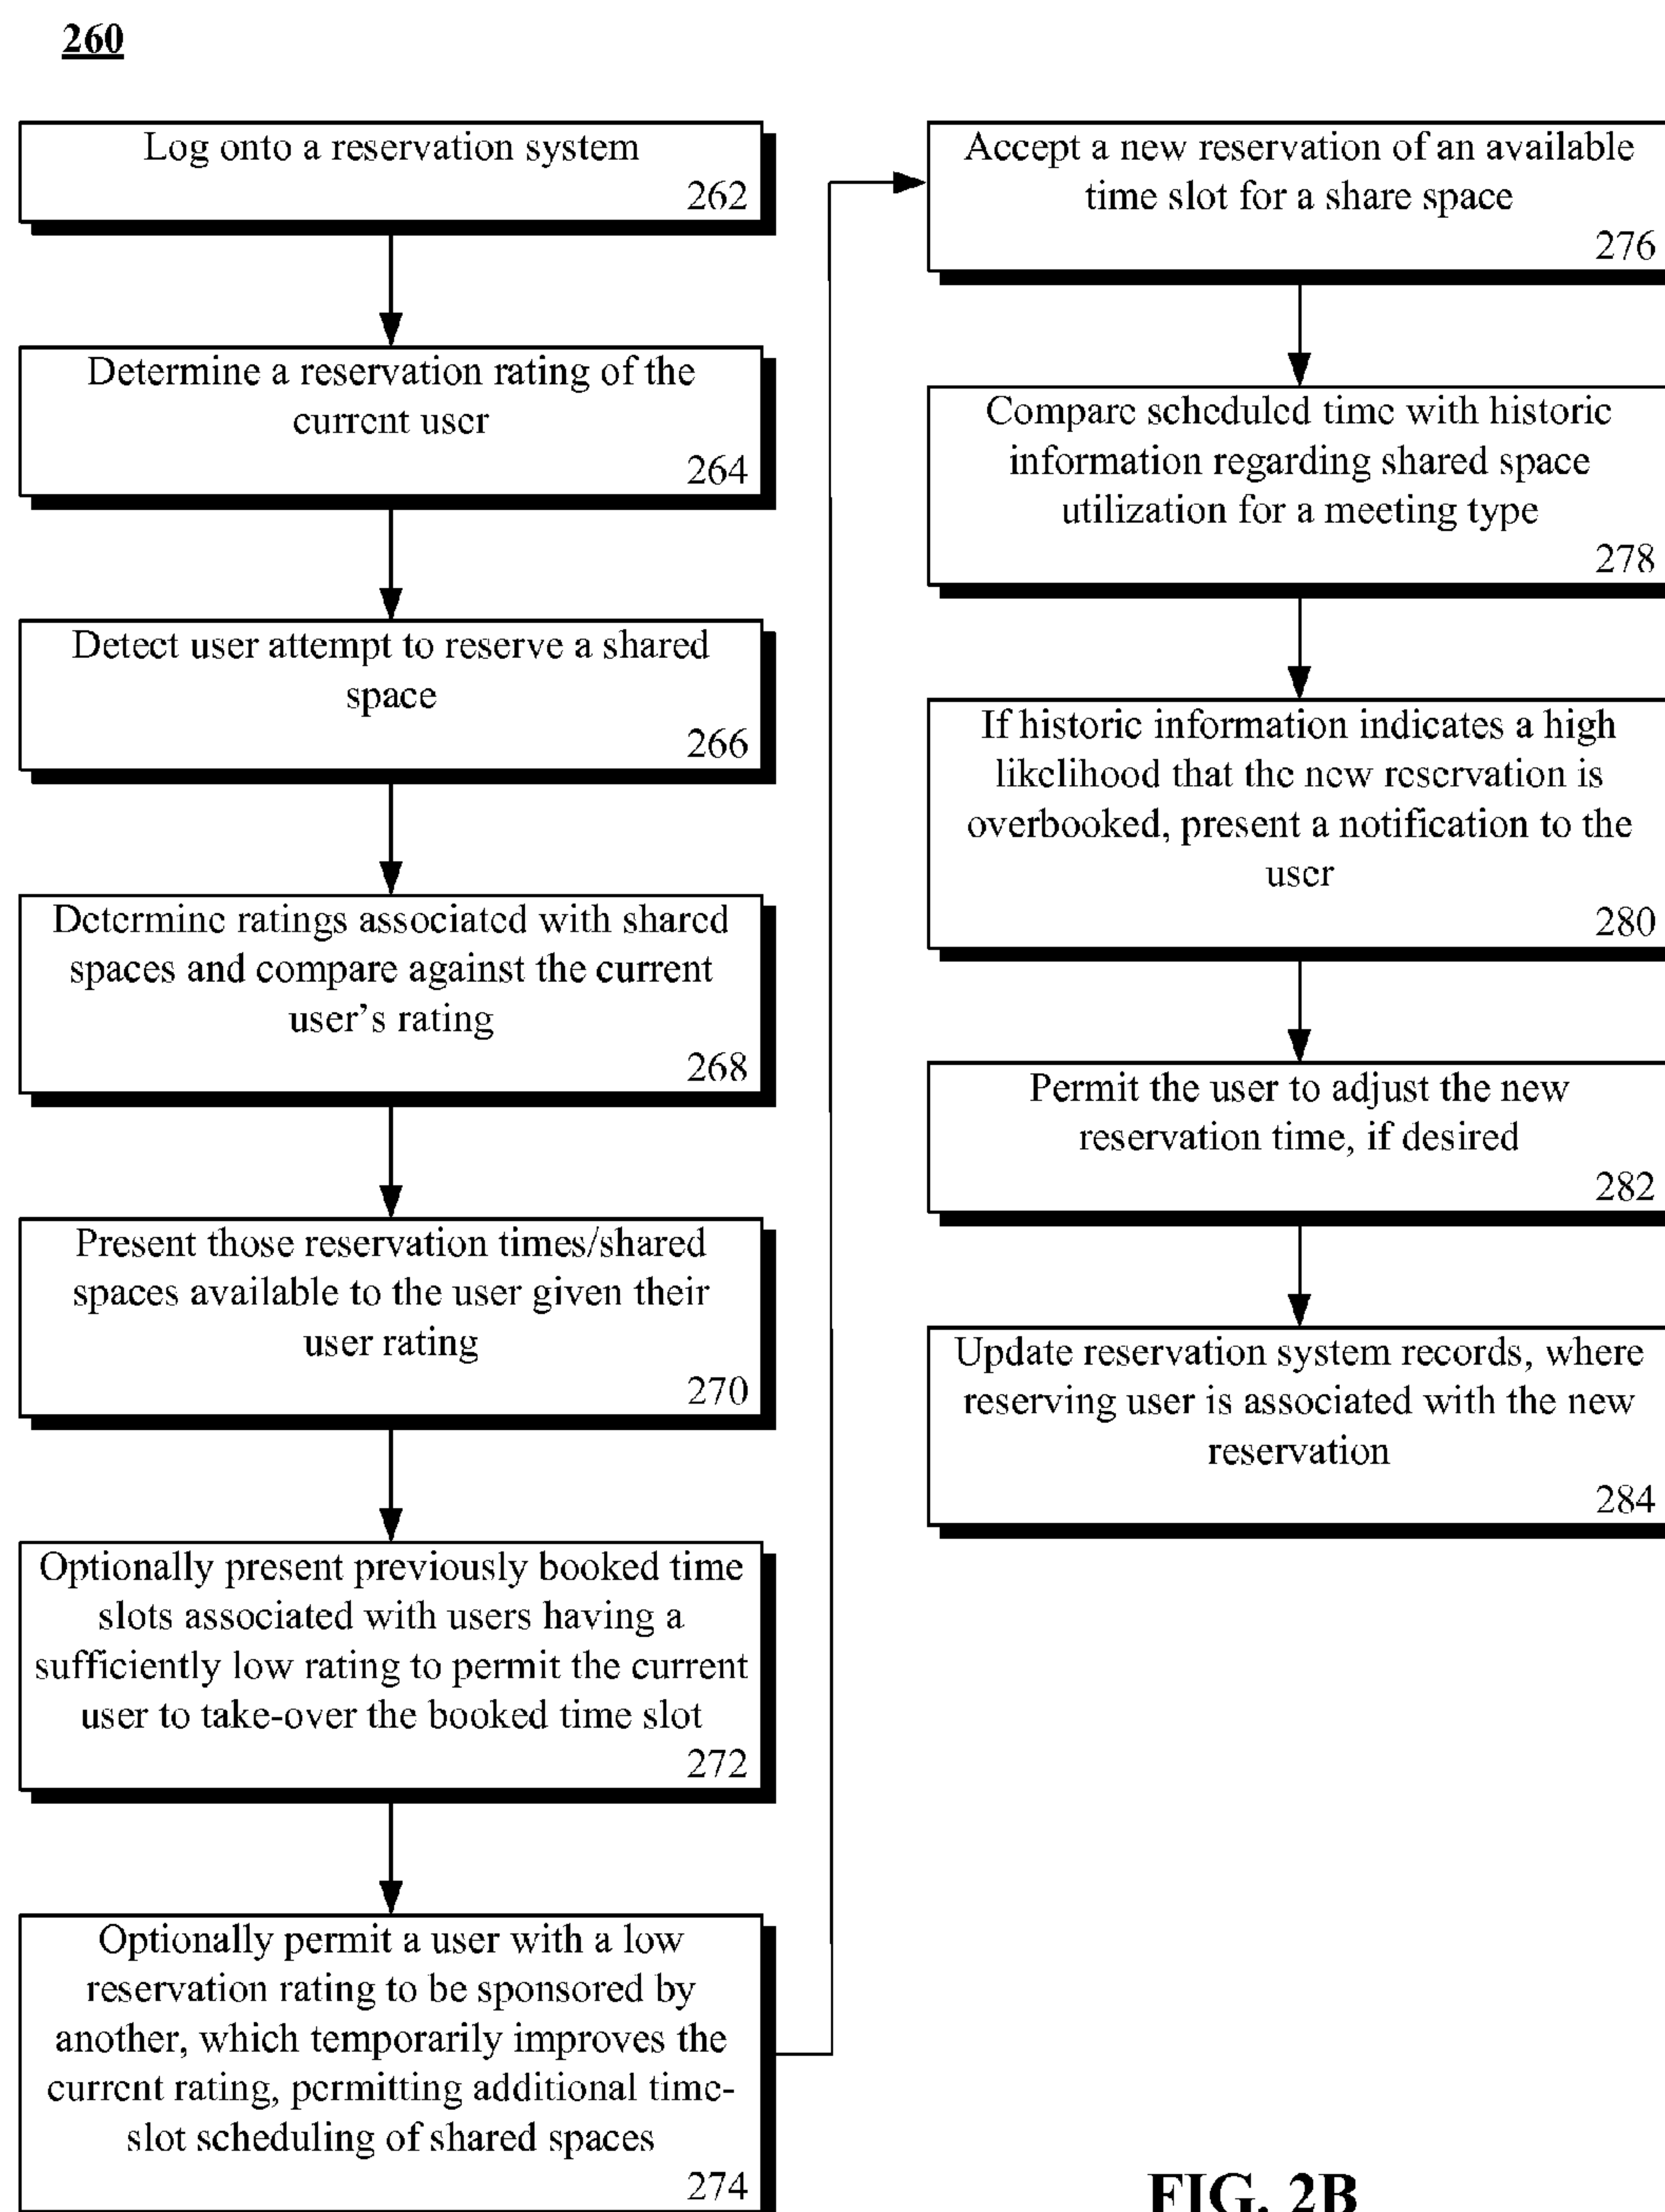 260
Log onto a reservation system
262
Determine a reservation rating of the
current user
264
Detect user attempt to reserve a shared
space
266
Determine ratings associated with shared
spaces and compare against the current
user's rating
268
Present those reservation times/shared
spaces available to the user given their
user rating
270
Optionally present previously booked time
slots associated with users having a
sufficiently low rating to permit the current
user to take-over the booked time slot
272
Optionally permit a user with a low
reservation rating to be sponsored by
another, which temporarily improves the
current rating, permitting additional time-
slot scheduling of shared spaces
274
Accept a new reservation of an available
time slot for a share space
276
Compare scheduled time with historic
information regarding shared space
utilization for a meeting type
278
If historic information indicates a high
likelihood that the new reservation is
overbooked, present a notification to the
user
280
Permit the user to adjust the new
reservation time, if desired
282
Update reservation system records, where
reserving user is associated with the new
reservation
284
FIG. 2B